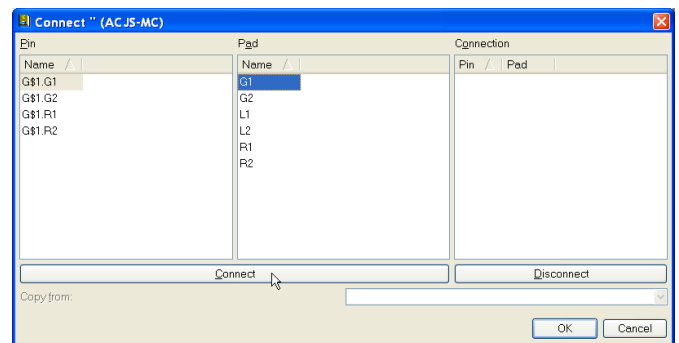 Connect '' (ACJS-MC)
Pin Pad Connection
Name Name Pin Pad
G$1.G1 G1
G$1.G2 G2
G$1.R1 L1
G$1.R2 L2
R1
R2
Connect Disconnect
Copy from:
OK Cancel